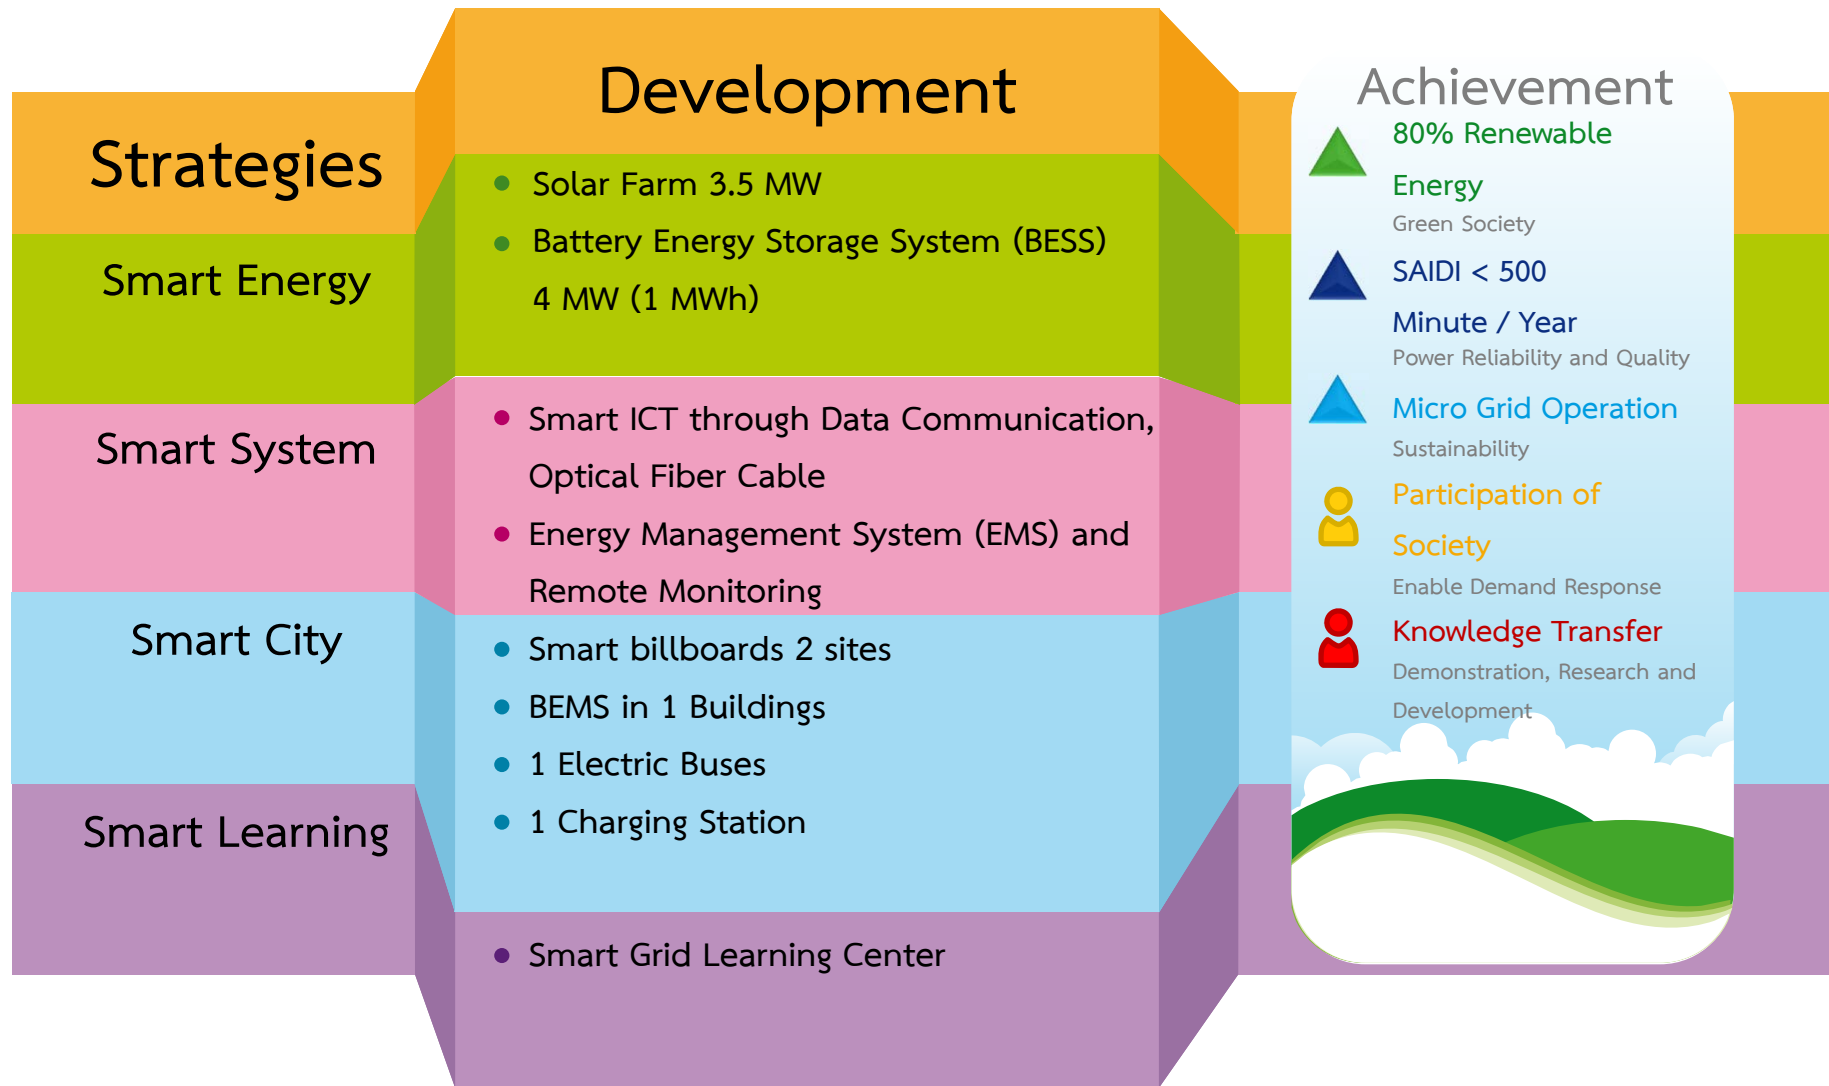 Strategies
Smart Energy
Smart System
Smart City
Smart Learning
Development
Solar Farm 3.5 MW
Battery Energy Storage System (BESS)
4 MW (1 MWh)
Smart ICT through Data Communication,
Optical Fiber Cable
Energy Management System (EMS) and
Remote Monitoring
Smart billboards 2 sites
BEMS in 1 Buildings
1 Electric Buses
1 Charging Station
Smart Grid Learning Center
Achievement
80% Renewable
Energy
Green Society
SAIDI < 500
Minute / Year
Power Reliability and Quality
Micro Grid Operation
Sustainability
Participation of
Society
Enable Demand Response
Knowledge Transfer
Demonstration, Research and
Development